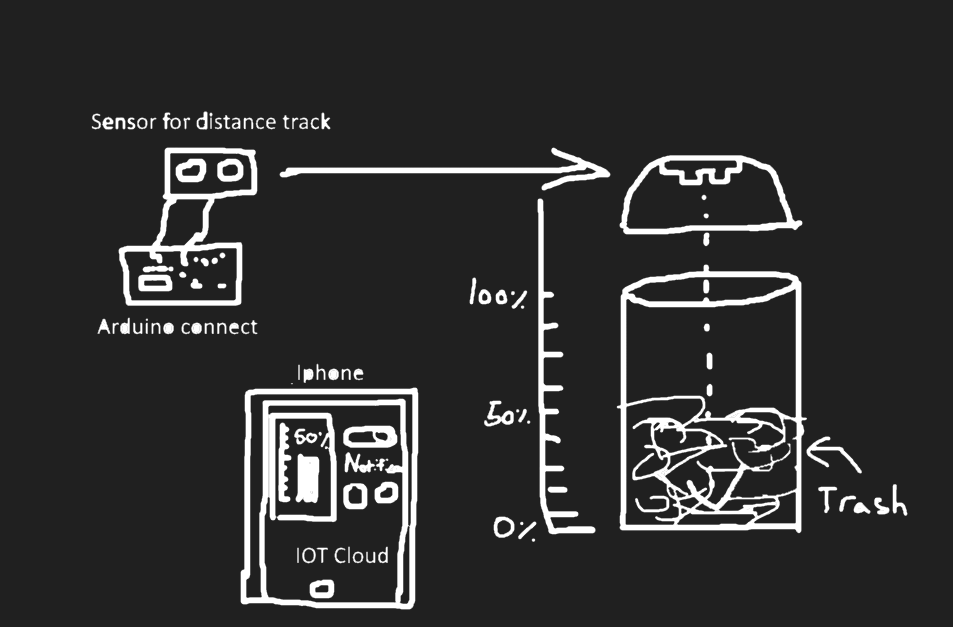 Sensor for distance track
Arduino connect
100%
50%
0%
Trash
Iphone
50%
IOT Cloud